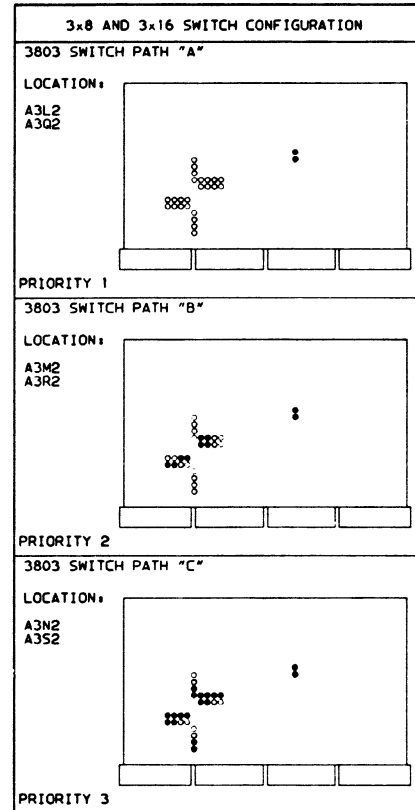 3x8 AND 3x16 SWITCH CONFIGURATION
3803 SWITCH PATH "A"
LOCATION:
A3L2
A3Q2
PRIORITY 1
3803 SWITCH PATH "B"
LOCATION:
A3M2
A3R2
PRIORITY 2
3803 SWITCH PATH "C"
LOCATION:
A3N2
A3S2
PRIORITY 3